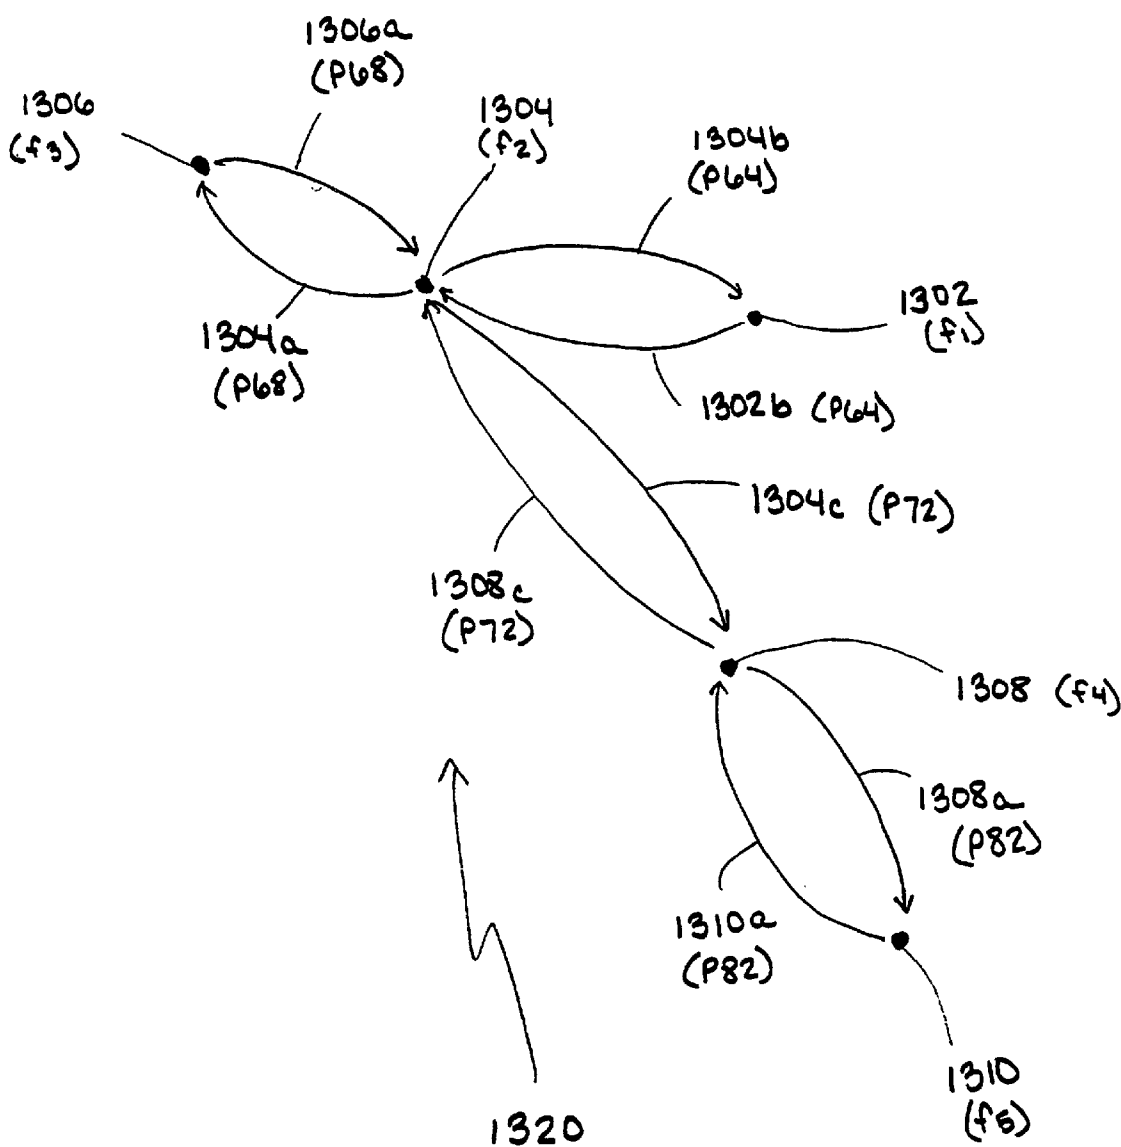 1306a
(P68)
1306
(f3)
1304
(f2)
1304b
(P64)
1302
(f1)
1304a
(P68)
1302b (P64)
1304c (P72)
1308c
(P72)
1308 (f4)
1308a
(P82)
1310a
(P82)
1310
(f5)
1320